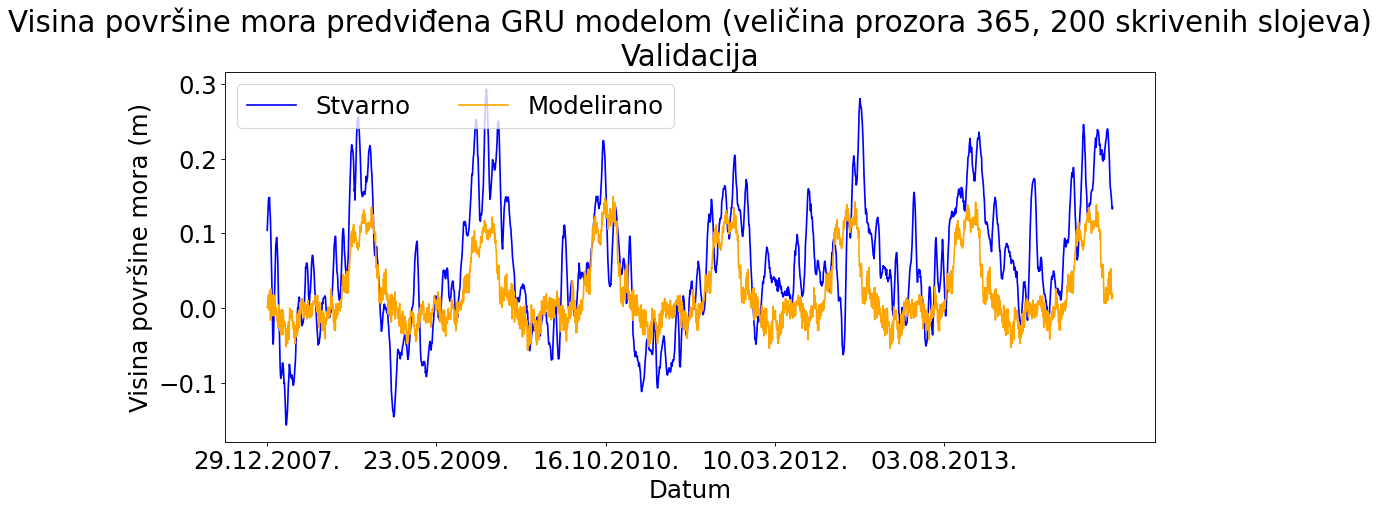 Visina površine mora predviđena GRU modelom (veličina prozora 365, 200 skrivenih slojeva)
Validacija
Stvarno
Modelirano
Visina površine mora (m)
0.3
0.2
0.1
0.0
−0.1
29.12.2007.
23.05.2009.
16.10.2010.
10.03.2012.
03.08.2013.
Datum